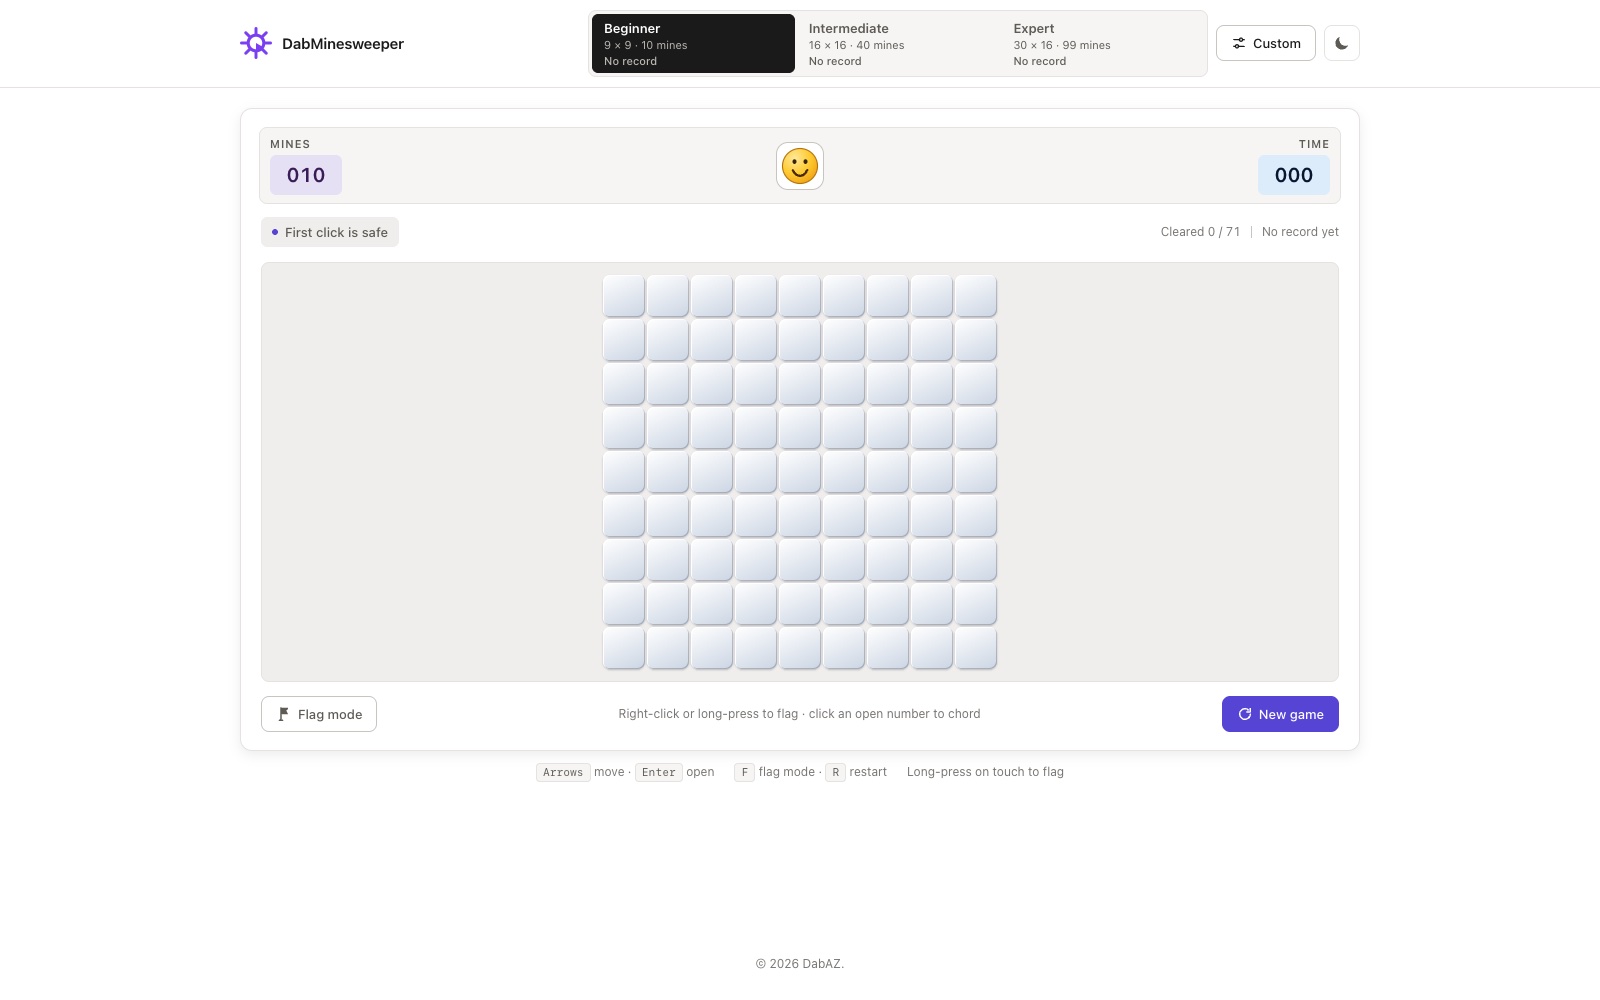 DabMinesweeper
Beginner
9 × 9 · 10 mines
No record
Intermediate
16 × 16 · 40 mines
No record
Expert
30 × 16 · 99 mines
No record
Custom
MINES
010
TIME
000
First click is safe
Cleared 0 / 71
No record yet
Flag mode
Right-click or long-press to flag · click an open number to chord
New game
Arrows move · Enter open F flag mode · R restart Long-press on touch to flag
© 2026 DabAZ.